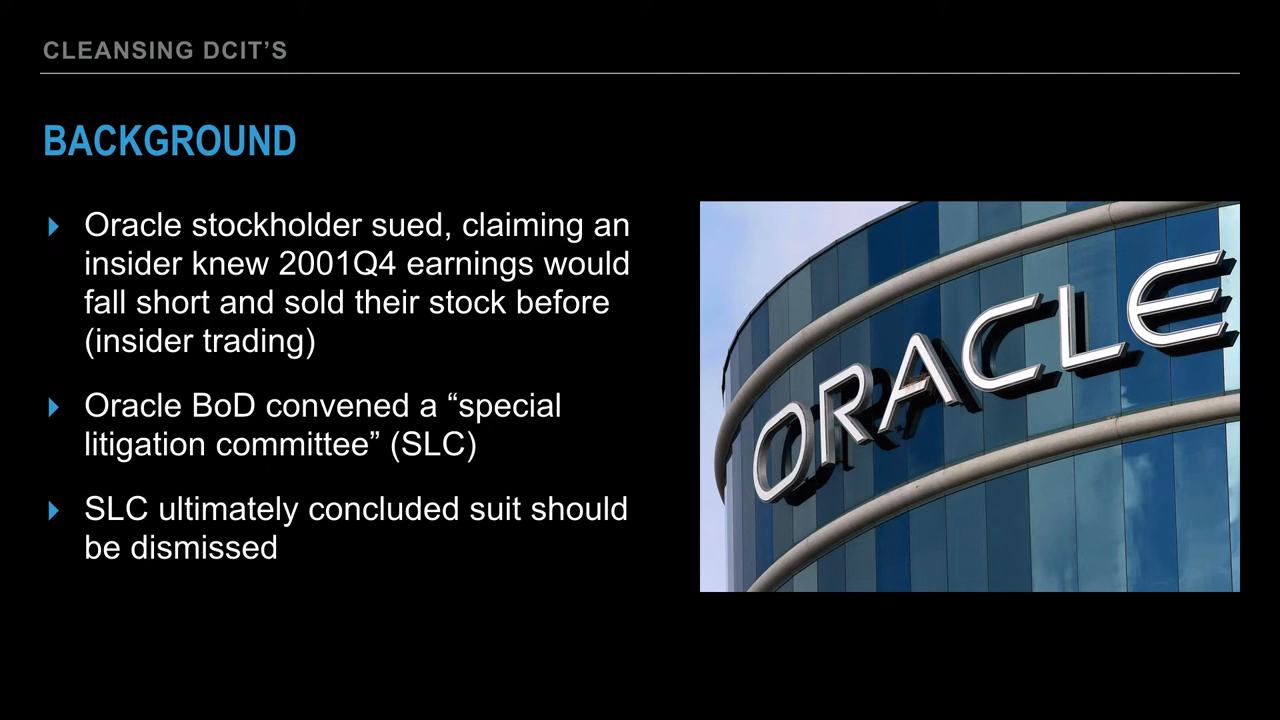 CLEANSING DCIT’S
BACKGROUND
Oracle stockholder sued, claiming an
insider knew 2001Q4 earnings would
fall short and sold their stock before
(insider trading)
Oracle BoD convened a “special
litigation committee” (SLC)
SLC ultimately concluded suit should
be dismissed
ORACLE